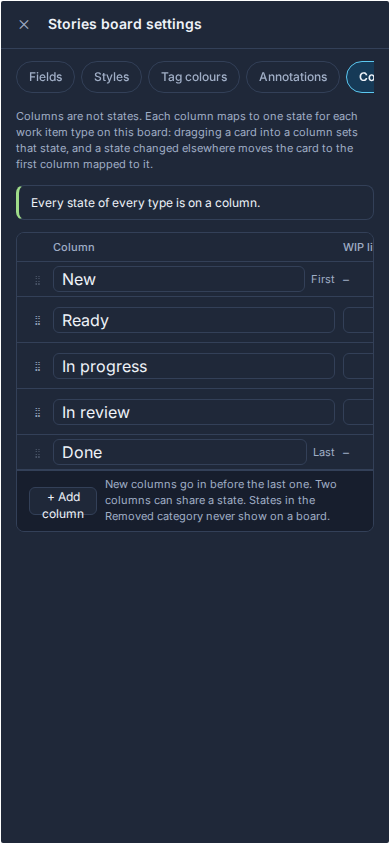 Stories board settings
Fields
Styles
Tag colours
Annotations
Co
Columns are not states. Each column maps to one state for each
work item type on this board: dragging a card into a column sets
that state, and a state changed elsewhere moves the card to the
first column mapped to it.
Every state of every type is on a column.
Column
WIP li
New
First
–
Ready
In progress
In review
Done
Last
–
+ Add
column
New columns go in before the last one. Two
columns can share a state. States in the
Removed category never show on a board.